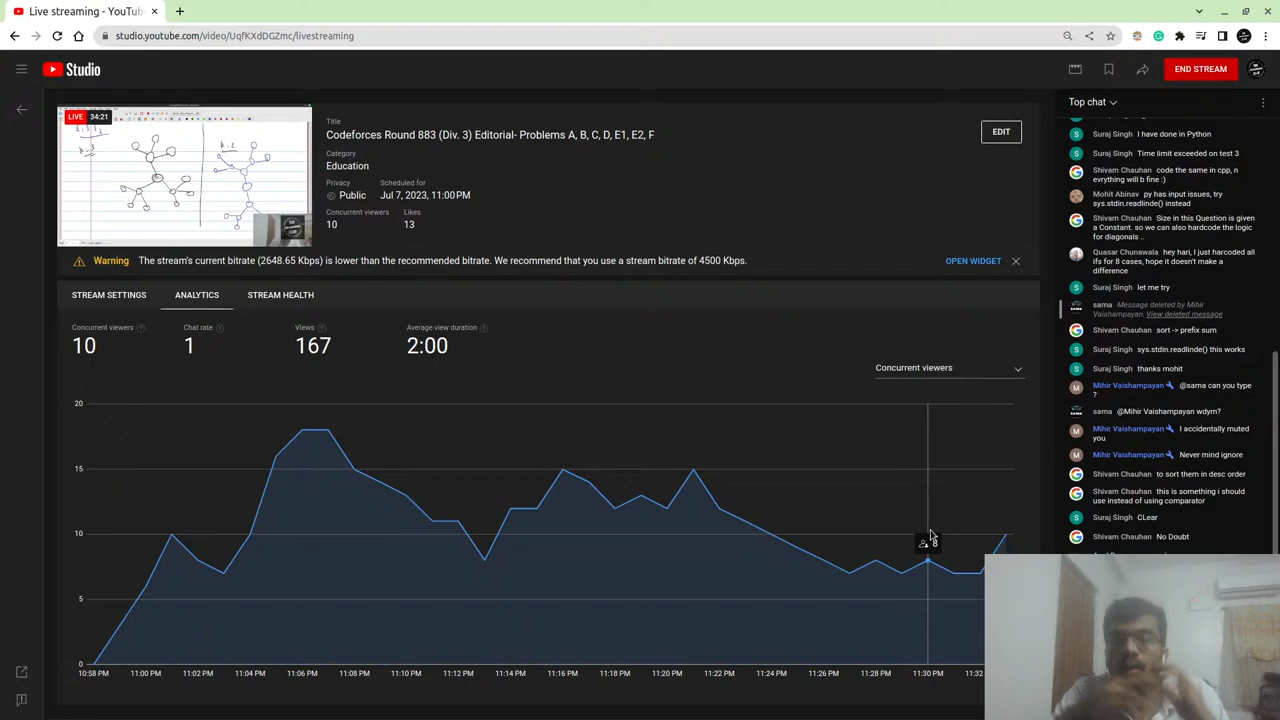 Live streaming - YouTub
studio.youtube.com/video/UqfKXdDGZmc/livestreaming
Studio
END STREAM
LIVE 34:21
k=3
k=2
Title
Codeforces Round 883 (Div. 3) Editorial- Problems A, B, C, D, E1, E2, F
EDIT
Category
Education
Privacy
Scheduled for
Public
Jul 7, 2023, 11:00 PM
Concurrent viewers
Likes
10
13
Warning The stream's current bitrate (2648.65 Kbps) is lower than the recommended bitrate. We recommend that you use a stream bitrate of 4500 Kbps.
OPEN WIDGET
STREAM SETTINGS
ANALYTICS
STREAM HEALTH
Concurrent viewers
Chat rate
Views
Average view duration
10
1
167
2:00
Concurrent viewers
20
15
10
5
0
8
10:58 PM
11:00 PM
11:02 PM
11:04 PM
11:06 PM
11:08 PM
11:10 PM
11:12 PM
11:14 PM
11:16 PM
11:18 PM
11:20 PM
11:22 PM
11:24 PM
11:26 PM
11:28 PM
11:30 PM
11:32
Top chat
Suraj Singh I have done in Python
Suraj Singh Time limit exceeded on test 3
Shivam Chauhan code the same in cpp, n
evrything wil b fine :)
Mohit Abinav py has input issues, try
sys.stdin.readlinde() instead
Shivam Chauhan Size in this Question is given
a Constant. so we can also hardcode the logic
for diagonals ..
Quasar Chunawala hey hari, I just harcoded all
ifs for 8 cases, hope it doesn't make a
difference
Suraj Singh let me try
sama Message deleted by Mihir
Vaishampayan. View deleted message
Shivam Chauhan sort -> prefix sum
Suraj Singh sys.stdin.readlinde() this works
Suraj Singh thanks mohit
Mihir Vaishampayan @sama can you type
?
sama @Mihir Vaishampayan wdym?
Mihir Vaishampayan I accidentally muted
you
Mihir Vaishampayan Never mind ignore
Shivam Chauhan to sort them in desc order
Shivam Chauhan this is something i should
use instead of using comparator
Suraj Singh CLear
Shivam Chauhan No Doubt